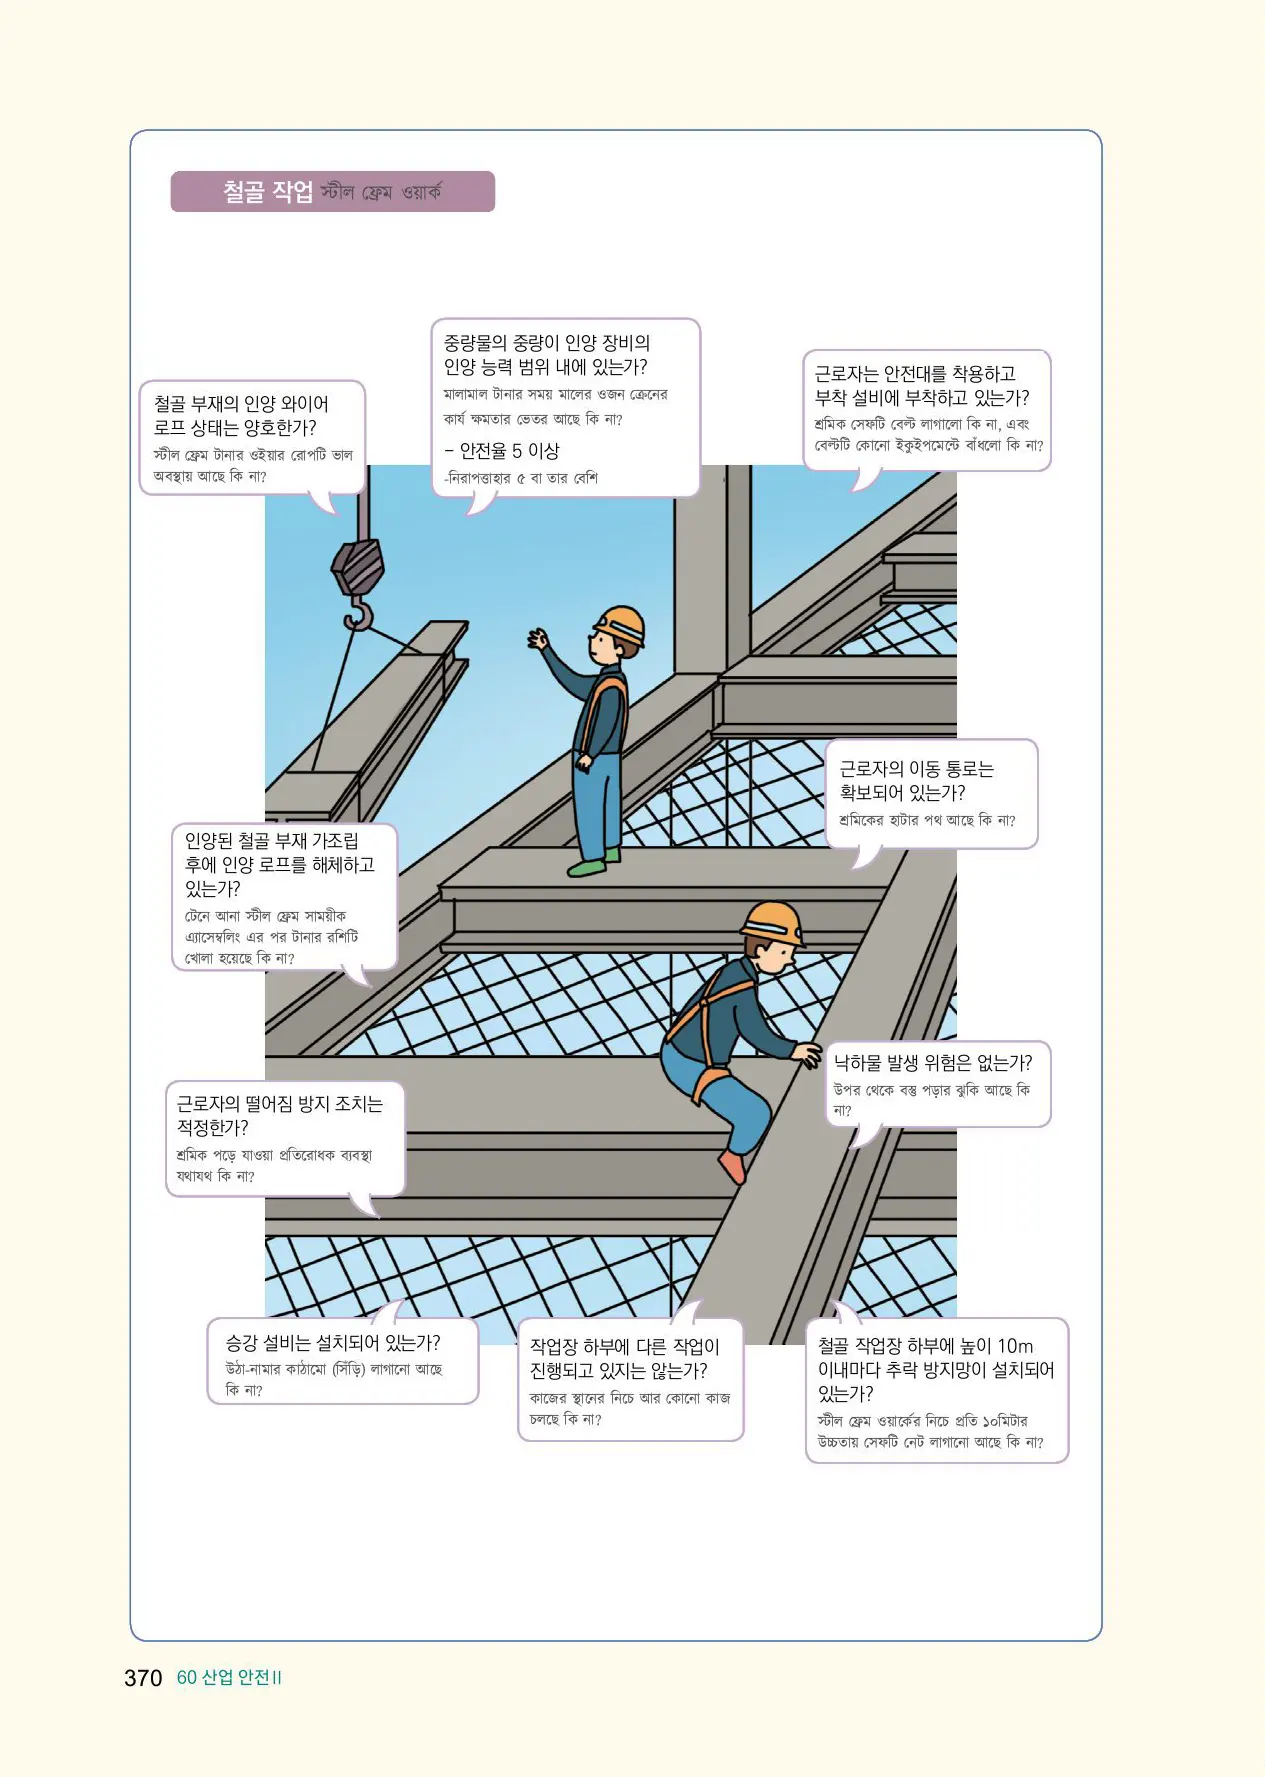 철골 작업 স্টীল ফ্রেম ওয়ার্ক
중량물의 중량이 인양 장비의
인양 능력 범위 내에 있는가?
মালামাল টানার সময় মালের ওজন ক্রেনের
কার্য ক্ষমতার ভেতর আছে কি না?
- 안전율 5 이상
-নিরাপত্তাহার ৫ বা তার বেশি
근로자는 안전대를 착용하고
부착 설비에 부착하고 있는가?
শ্রমিক সেফটি বেল্ট লাগালো কি না, এবং
বেল্টটি কোনো ইকুইপমেন্টে বাঁধলো কি না?
철골 부재의 인양 와이어
로프 상태는 양호한가?
স্টীল ফ্রেম টানার ওইয়ার রোপটি ভাল
অবস্থায় আছে কি না?
근로자의 이동 통로는
확보되어 있는가?
শ্রমিকের হাটার পথ আছে কি না?
인양된 철골 부재 가조립
후에 인양 로프를 해체하고
있는가?
টেনে আনা স্টীল ফ্রেম সাময়ীক
এ্যাসেম্বলিং এর পর টানার রশিটি
খোলা হয়েছে কি না?
낙하물 발생 위험은 없는가?
উপর থেকে বস্তু পড়ার ঝুকি আছে কি
না?
근로자의 떨어짐 방지 조치는
적정한가?
শ্রমিক পড়ে যাওয়া প্রতিরোধক ব্যবস্থা
যথাযথ কি না?
승강 설비는 설치되어 있는가?
উঠা-নামার কাঠামো (সিঁড়ি) লাগানো আছে
কি না?
작업장 하부에 다른 작업이
진행되고 있지는 않는가?
কাজের স্থানের নিচে আর কোনো কাজ
চলছে কি না?
철골 작업장 하부에 높이 10m
이내마다 추락 방지망이 설치되어
있는가?
স্টীল ফ্রেম ওয়ার্কের নিচে প্রতি ১০মিটার
উচ্চতায় সেফটি নেট লাগানো আছে কি না?
370 60 산업 안전Ⅱ